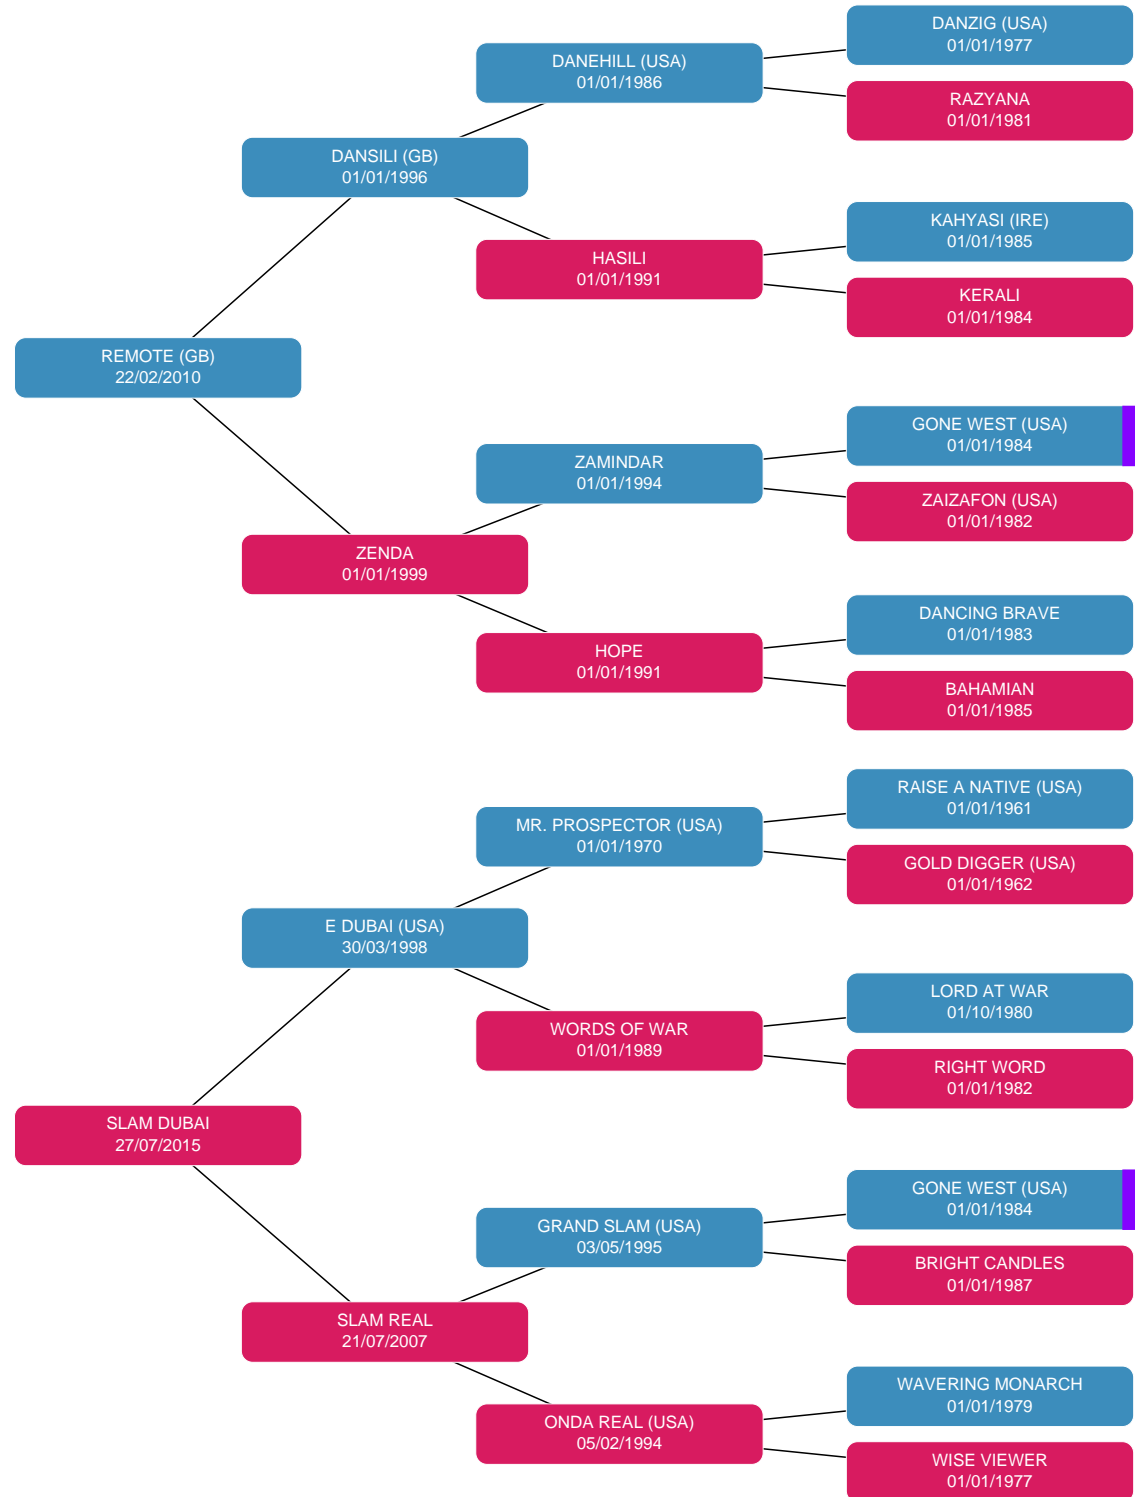 DANZIG (USA)
01/01/1977
DANEHILL (USA)
01/01/1986
RAZYANA
01/01/1981
DANSILI (GB)
01/01/1996
KAHYASI (IRE)
01/01/1985
HASILI
01/01/1991
KERALI
01/01/1984
REMOTE (GB)
22/02/2010
GONE WEST (USA)
01/01/1984
ZAMINDAR
01/01/1994
ZAIZAFON (USA)
01/01/1982
ZENDA
01/01/1999
DANCING BRAVE
01/01/1983
HOPE
01/01/1991
BAHAMIAN
01/01/1985
RAISE A NATIVE (USA)
01/01/1961
MR. PROSPECTOR (USA)
01/01/1970
GOLD DIGGER (USA)
01/01/1962
E DUBAI (USA)
30/03/1998
LORD AT WAR
01/10/1980
WORDS OF WAR
01/01/1989
RIGHT WORD
01/01/1982
SLAM DUBAI
27/07/2015
GONE WEST (USA)
01/01/1984
GRAND SLAM (USA)
03/05/1995
BRIGHT CANDLES
01/01/1987
SLAM REAL
21/07/2007
WAVERING MONARCH
01/01/1979
ONDA REAL (USA)
05/02/1994
WISE VIEWER
01/01/1977